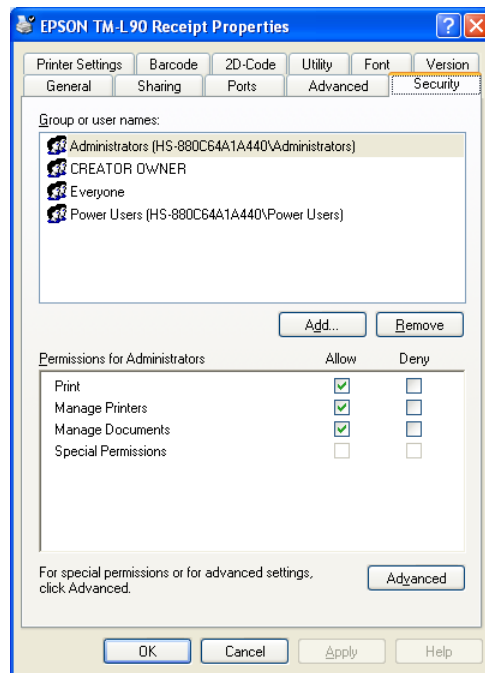 EPSON TM-L90 Receipt Properties
Printer Settings Barcode 2D-Code Utility Font Version
General Sharing Ports Advanced Security
Group or user names:
Administrators (HS-880C64A1A440\Administrators)
CREATOR OWNER
Everyone
Power Users (HS-880C64A1A440\Power Users)
Add... Remove
Permissions for Administrators Allow Deny
Print
Manage Printers
Manage Documents
Special Permissions
For special permissions or for advanced settings,
click Advanced.
Advanced
OK Cancel Apply Help